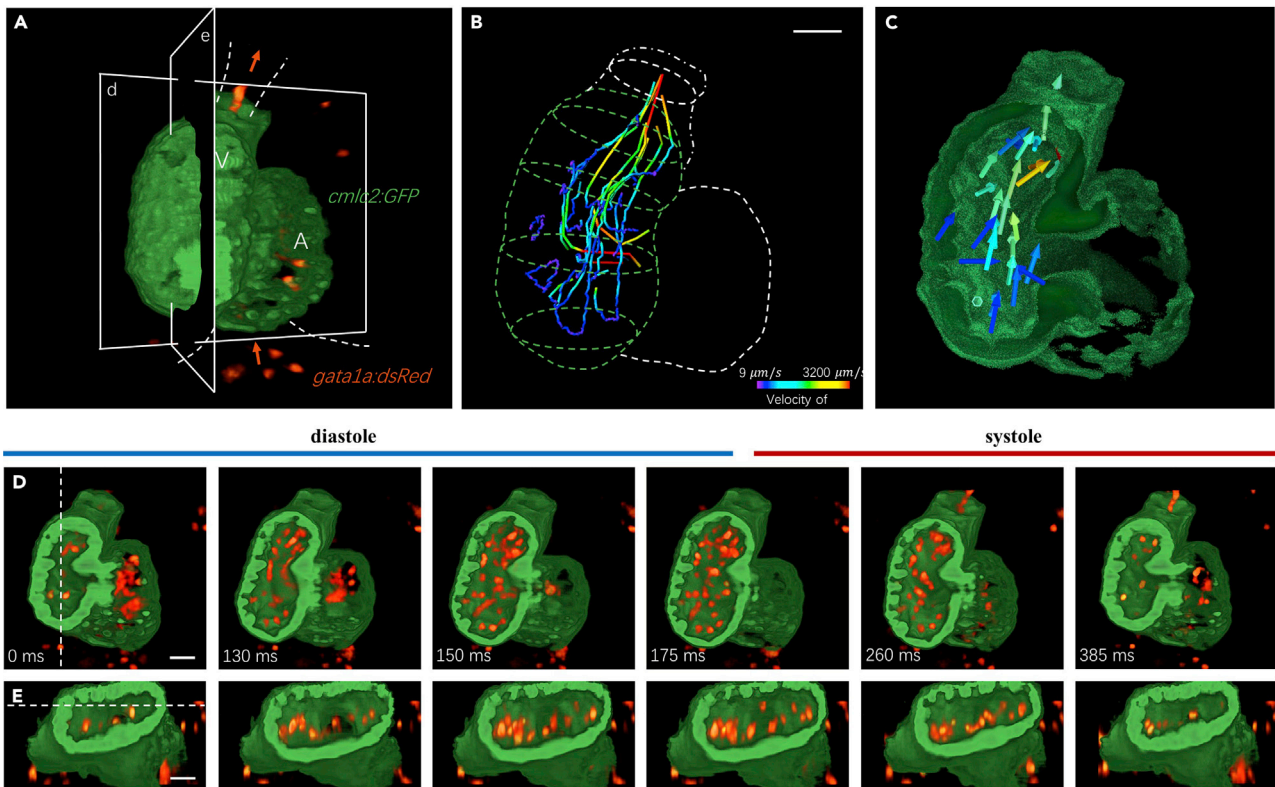 A
e
d
V
cmlc2:GFP
A
gata1a:dsRed
B
9 μm/s 3200 μm/s
Velocity of
C
diastole
systole
D
0 ms
130 ms
150 ms
175 ms
260 ms
385 ms
E